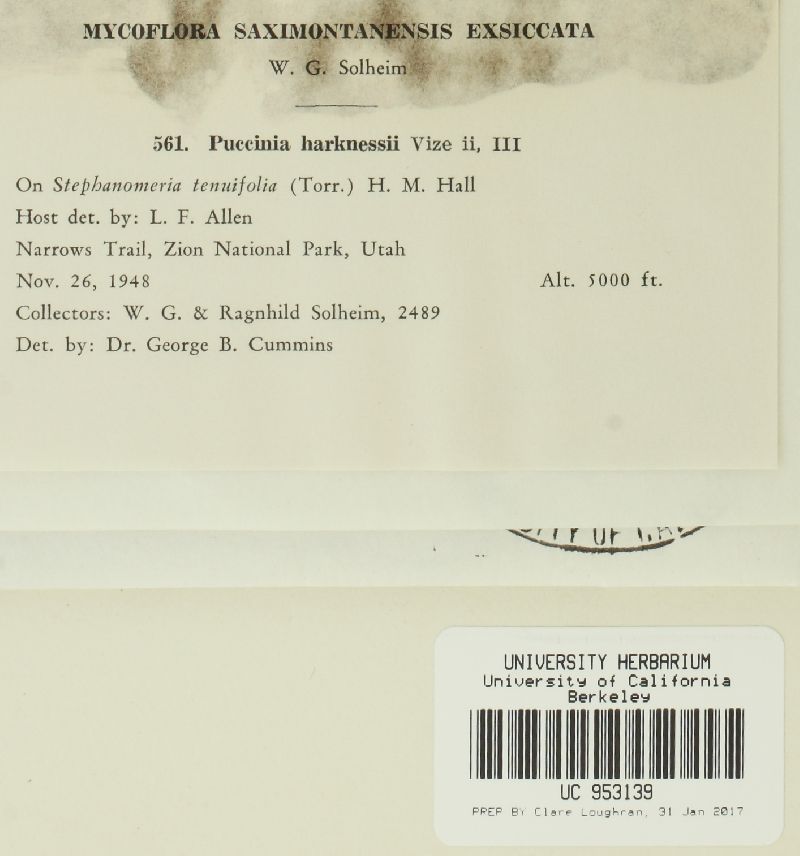 MYCOFLORA SAXIMONTANENSIS EXSICCATA
W. G. Solheim
561. Puccinia harknessii Vize ii, III
On Stephanomeria tenuifolia (Torr.) H. M. Hall
Host det. by: L. F. Allen
Narrows Trail, Zion National Park, Utah
Nov. 26, 1948 Alt. 5000 ft.
Collectors: W. G. & Ragnhild Solheim, 2489
Det. by: Dr. George B. Cummins
UNIVERSITY HERBARIUM
University of California
Berkeley
UC 953139
PREP BY Clare Loughran, 31 Jan 2017